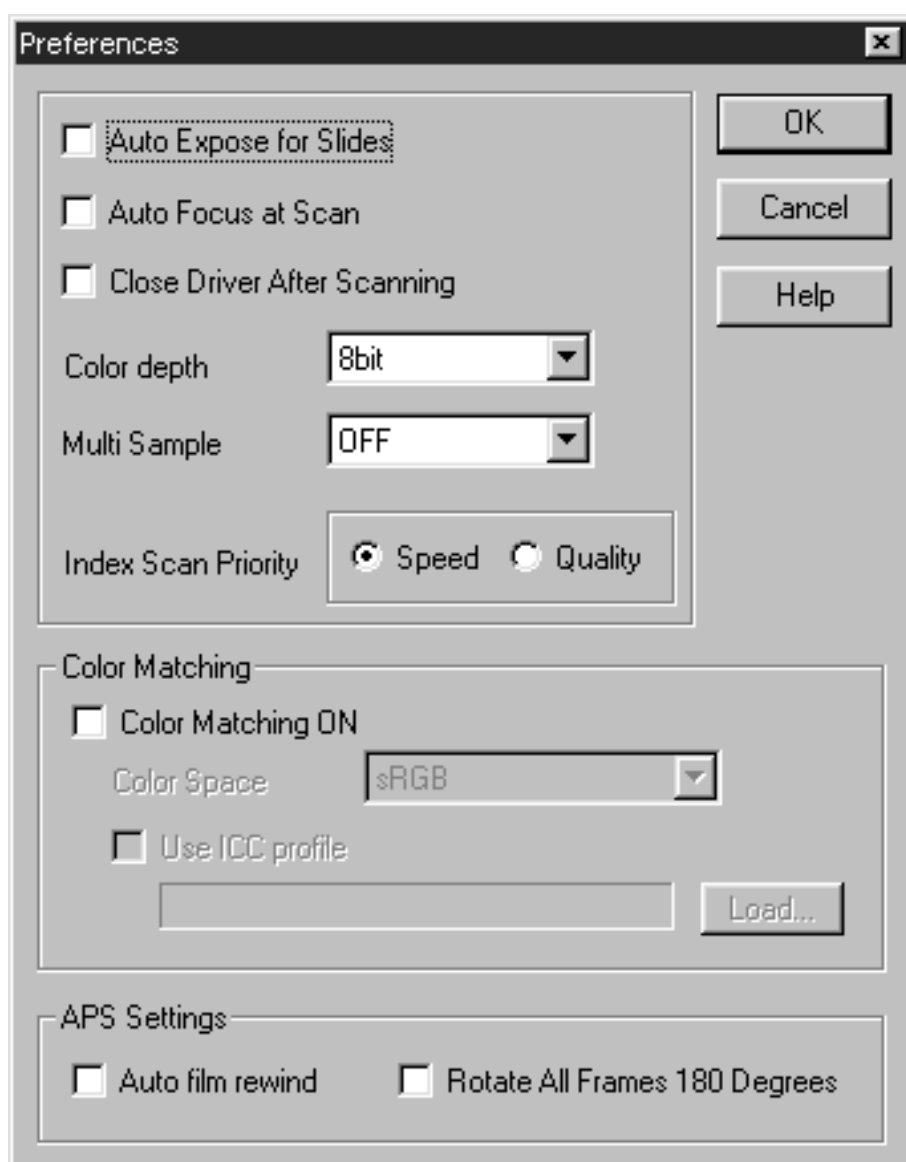 Preferences
Auto Expose for Slides
OK
Auto Focus at Scan
Cancel
Close Driver After Scanning
Help
Color depth 8bit
Multi Sample OFF
Index Scan Priority Speed Quality
Color Matching
Color Matching ON
Color Space sRGB
Use ICC profile
Load...
APS Settings
Auto film rewind Rotate All Frames 180 Degrees